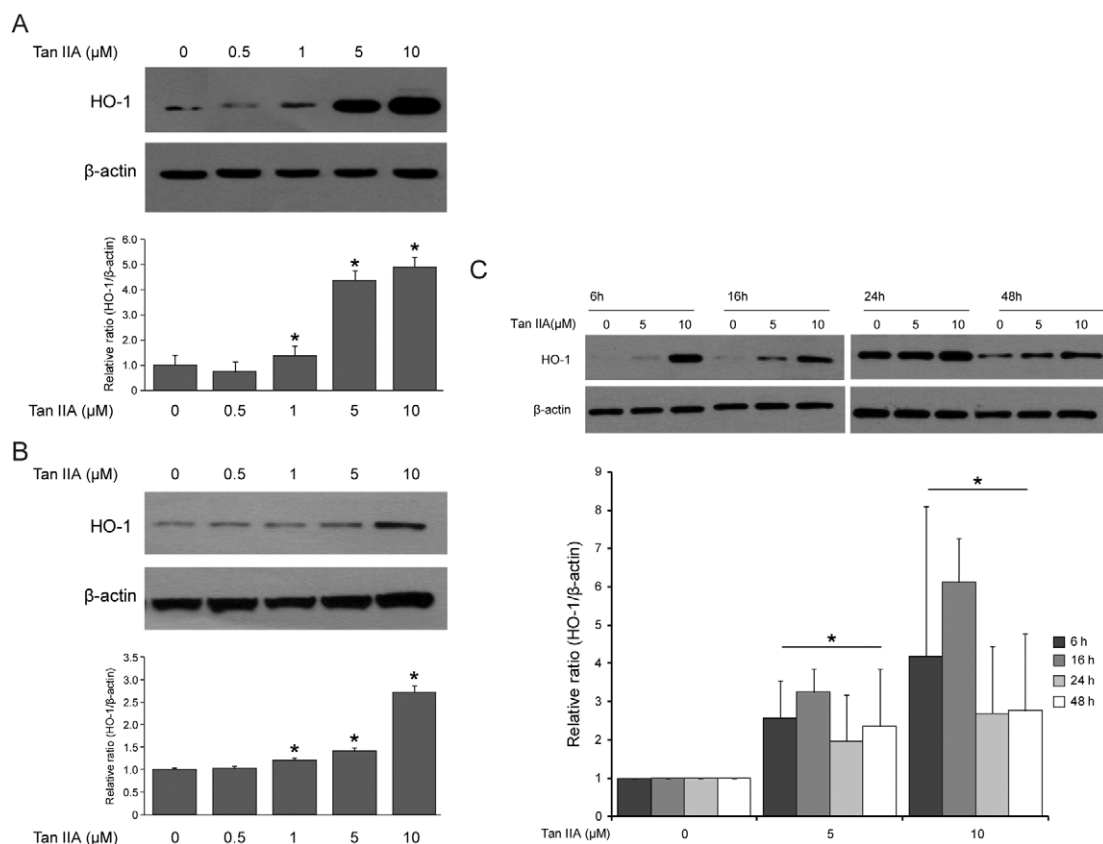 A
Tan IIA (μM) 0 0.5 1 5 10
HO-1
β-actin
Relative ratio (HO-1/β-actin)
6.0
5.0
4.0
3.0
2.0
1.0
0
* * *
Tan IIA (μM) 0 0.5 1 5 10
B
Tan IIA (μM) 0 0.5 1 5 10
HO-1
β-actin
Relative ratio (HO-1/β-actin)
3.5
3.0
2.5
2.0
1.5
1.0
0.5
0
* * *
Tan IIA (μM) 0 0.5 1 5 10
C
6h 16h 24h 48h
Tan IIA(μM) 0 5 10 0 5 10 0 5 10 0 5 10
HO-1
β-actin
Relative ratio (HO-1/β-actin)
9
8
7
6
5
4
3
2
1
0
* *
6 h
16 h
24 h
48 h
Tan IIA (μM) 0 5 10